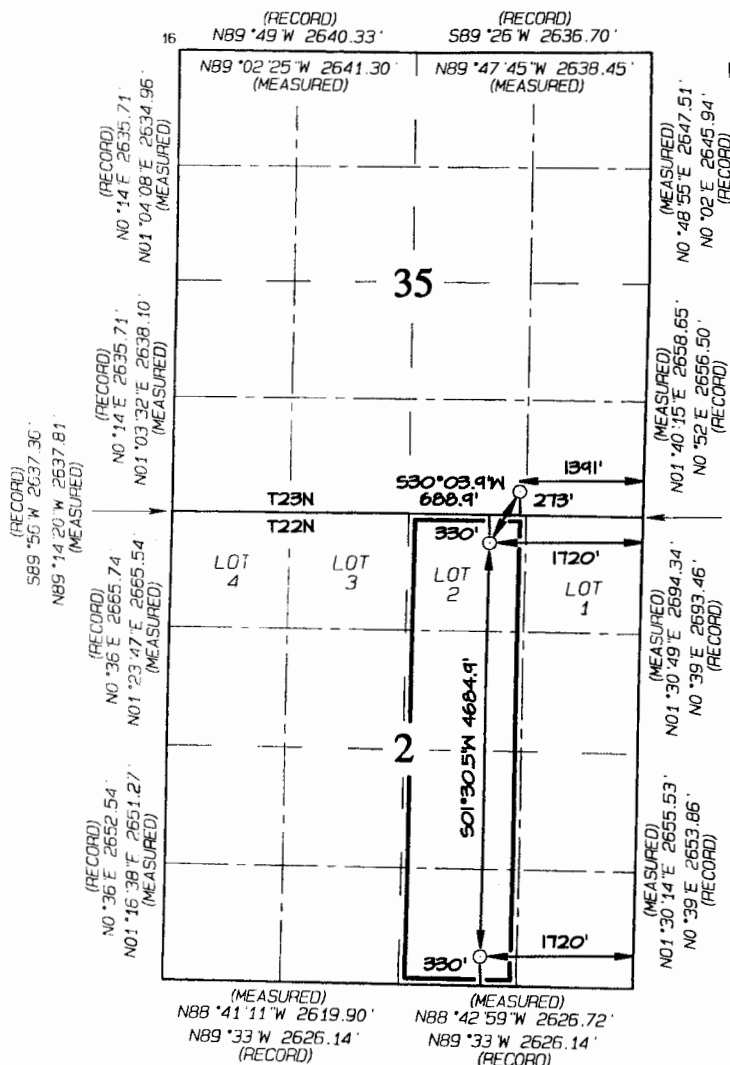 (RECORD)
N89 °49 'W 2640.33'
(RECORD)
S89 °26 'W 2636.70'
16
N89 °02 '25 "W 2641.30
(MEASURED)
N89 °47 '45 "W 2638.45
(MEASURED)
(RECORD)
N0 °14 'E 2635.71'
N01 °04 '08 "E 2634.96'
(MEASURED)
(MEASURED)
N0 °48 '55 "E 2647.51'
N0 °02 'E 2645.94'
(RECORD)
35
(RECORD)
N0 °14 'E 2635.71'
N01 °03 '32 "E 2638.10'
(MEASURED)
(MEASURED)
N01 °40 '15 "E 2658.65'
N0 °52 'E 2656.50'
(RECORD)
(RECORD)
S89 °56 'W 2637.36'
N89 °14 '20 "W 2637.81'
(MEASURED)
1391'
S30°03.9'W
688.9'
273'
T23N
T22N
330'
1720'
LOT
4
LOT
3
LOT
2
LOT
1
(RECORD)
N0 °36 'E 2665.74'
N01 °23 '47 "E 2665.54'
(MEASURED)
(MEASURED)
N01 °30 '49 "E 2694.34'
N0 °39 'E 2693.46'
(RECORD)
S01°30.5'W 4684.9'
2
(RECORD)
N0 °36 'E 2652.54'
N01 °16 '38 "E 2651.27'
(MEASURED)
(MEASURED)
N01 °30 '14 "E 2655.53'
N0 °39 'E 2653.86'
(RECORD)
330'
1720'
(MEASURED)
N88 °41 '11 "W 2619.90'
N89 °33 'W 2626.14'
(RECORD)
(MEASURED)
N88 °42 '59 "W 2626.72'
N89 °33 'W 2626.14'
(RECORD)